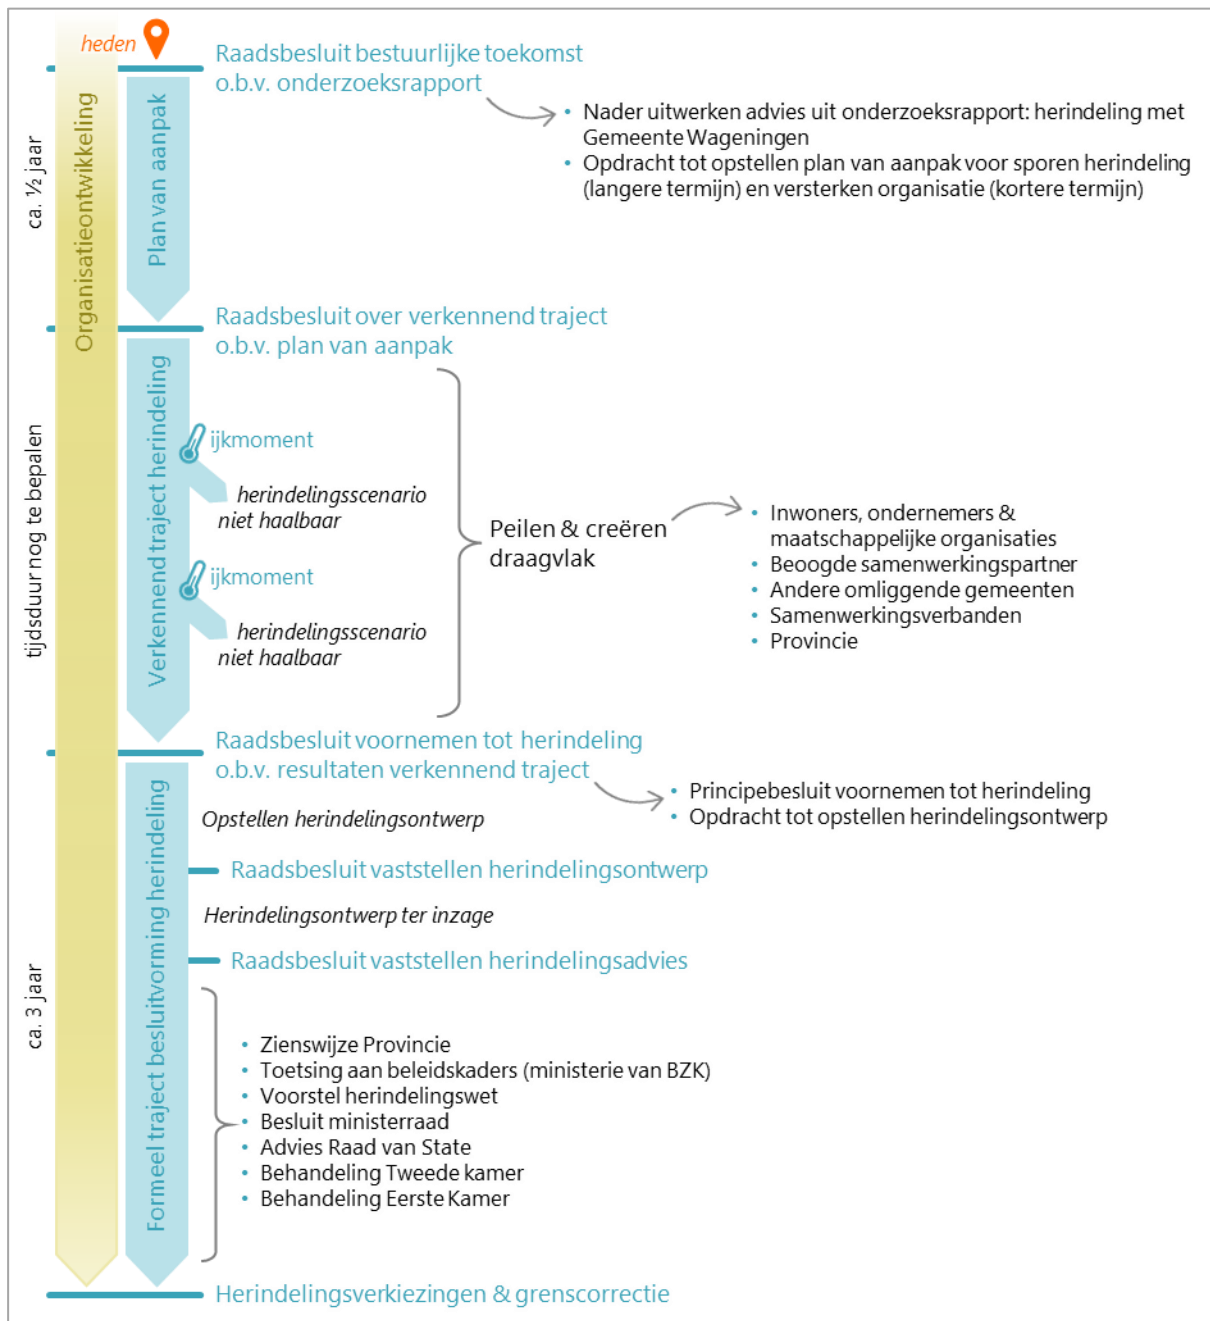 heden
Raadsbesluit bestuurlijke toekomst
o.b.v. onderzoeksrapport
• Nader uitwerken advies uit onderzoeksrapport: herindeling met
Gemeente Wageningen
• Opdracht tot opstellen plan van aanpak voor sporen herindeling
(langere termijn) en versterken organisatie (kortere termijn)
ca. ½ jaar
Organisatieontwikkeling
Plan van aanpak
Raadsbesluit over verkennend traject
o.b.v. plan van aanpak
tijdsduur nog te bepalen
Verkennend traject herindeling
ijkmoment
herindelingsscenario
niet haalbaar
ijkmoment
herindelingsscenario
niet haalbaar
Peilen & creëren
draagvlak
• Inwoners, ondernemers &
maatschappelijke organisaties
• Beoogde samenwerkingspartner
• Andere omliggende gemeenten
• Samenwerkingsverbanden
• Provincie
Raadsbesluit voornemen tot herindeling
o.b.v. resultaten verkennend traject
• Principebesluit voornemen tot herindeling
• Opdracht tot opstellen herindelingsontwerp
ca. 3 jaar
Formeel traject besluitvorming herindeling
Opstellen herindelingsontwerp
Raadsbesluit vaststellen herindelingsontwerp
Herindelingsontwerp ter inzage
Raadsbesluit vaststellen herindelingsadvies
• Zienswijze Provincie
• Toetsing aan beleidskaders (ministerie van BZK)
• Voorstel herindelingswet
• Besluit ministerraad
• Advies Raad van State
• Behandeling Tweede kamer
• Behandeling Eerste Kamer
Herindelingsverkiezingen & grenscorrectie